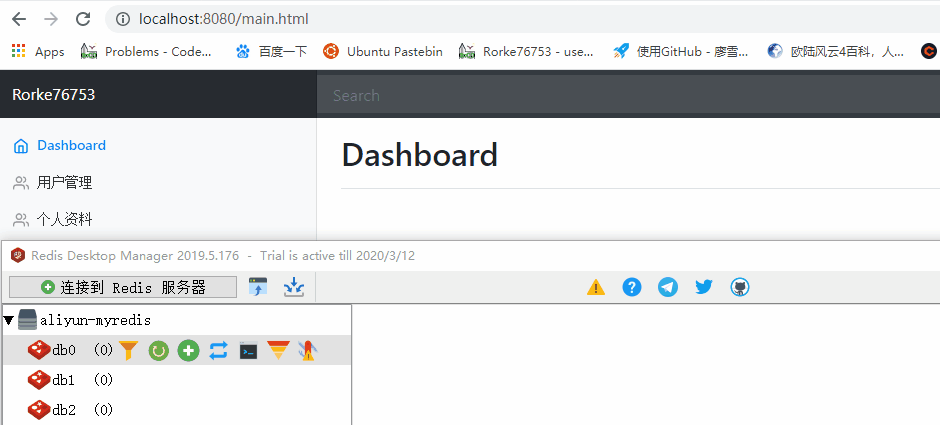 localhost:8080/main.html
Apps Problems - Code... 百度一下 Ubuntu Pastebin Rorke76753 - use... 使用GitHub - 廖雪... 欧陆风云4百科，人...
Rorke76753 Search
Dashboard
Dashboard
用户管理
个人资料
Redis Desktop Manager 2019.5.176 - Trial is active till 2020/3/12
连接到 Redis 服务器
aliyun-myredis
db0 (0)
db1 (0)
db2 (0)